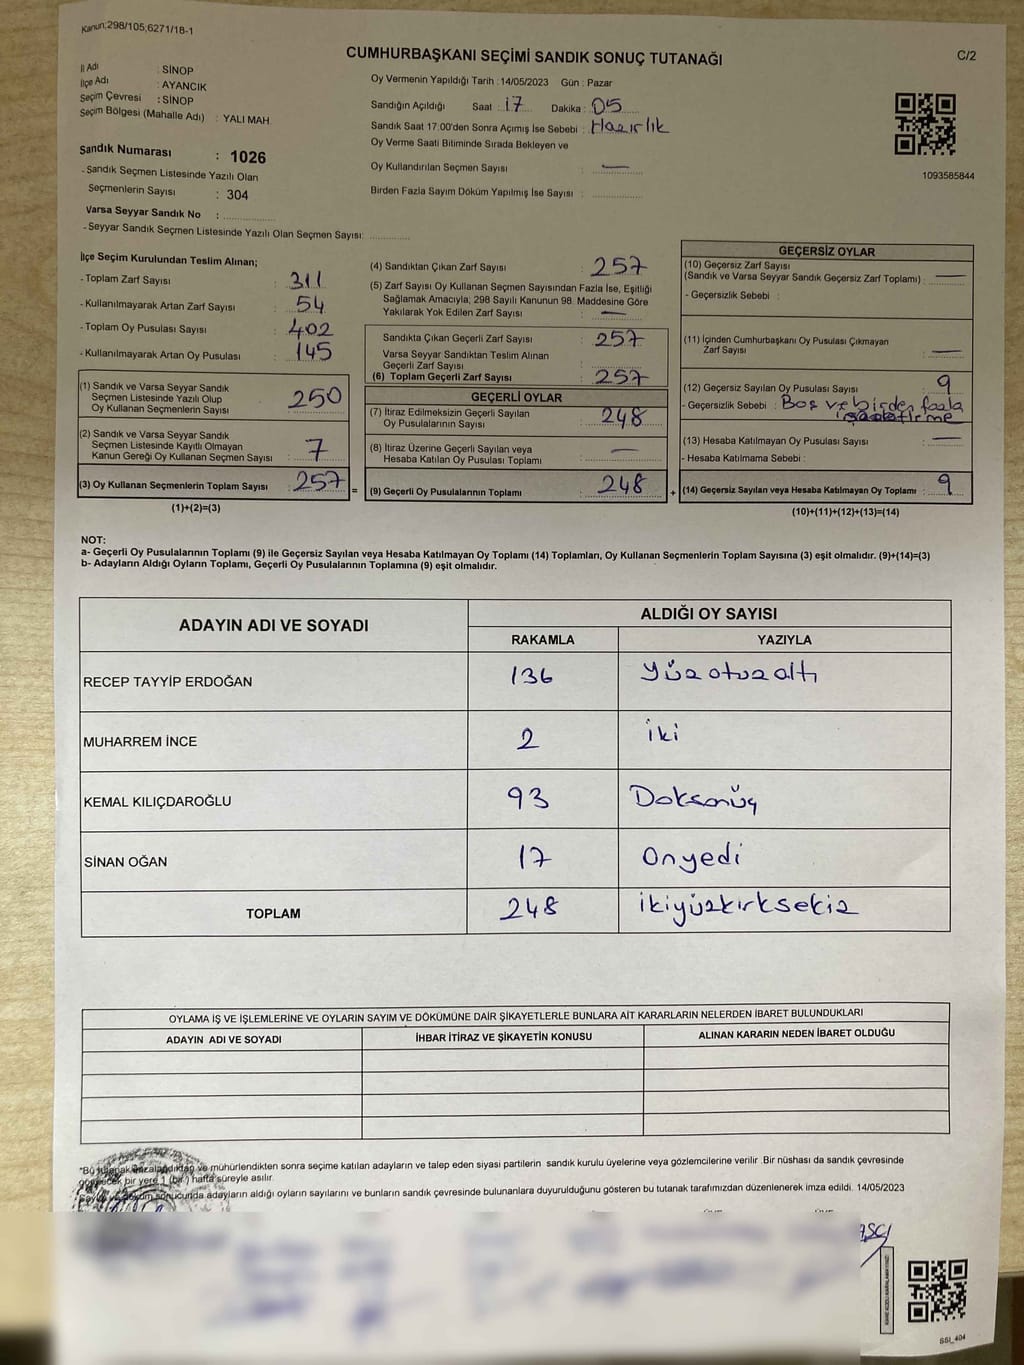 Kanun;298/105,6271/18-1
CUMHURBAŞKANI SEÇİMİ SANDIK SONUÇ TUTANAĞI
C/2
İl Adı : SİNOP
İlçe Adı : AYANCIK
Seçim Çevresi : SİNOP
Seçim Bölgesi (Mahalle Adı) : YALI MAH.
Oy Vermenin Yapıldığı Tarih : 14/05/2023 Gün : Pazar
Sandığın Açıldığı Saat : 17 Dakika : 05
Sandık Saat 17:00'den Sonra Açımış İse Sebebi : Hazırlık
Oy Verme Saati Bitiminde Sırada Bekleyen ve
Oy Kullandırılan Seçmen Sayısı : —
Birden Fazla Sayım Döküm Yapılmış İse Sayısı :
1093585844
Sandık Numarası : 1026
- Sandık Seçmen Listesinde Yazılı Olan
Seçmenlerin Sayısı : 304
Varsa Seyyar Sandık No :
- Seyyar Sandık Seçmen Listesinde Yazılı Olan Seçmen Sayısı:
İlçe Seçim Kurulundan Teslim Alınan;
- Toplam Zarf Sayısı : 311
- Kullanılmayarak Artan Zarf Sayısı : 54
- Toplam Oy Pusulası Sayısı : 402
- Kullanılmayarak Artan Oy Pusulası : 145
(1) Sandık ve Varsa Seyyar Sandık
Seçmen Listesinde Yazılı Olup
Oy Kullanan Seçmenlerin Sayısı : 250
(2) Sandık ve Varsa Seyyar Sandık
Seçmen Listesinde Kayıtlı Olmayan
Kanun Gereği Oy Kullanan Seçmen Sayısı : 7
(3) Oy Kullanan Seçmenlerin Toplam Sayısı : 257 =
(1)+(2)=(3)
(4) Sandıktan Çıkan Zarf Sayısı : 257
(5) Zarf Sayısı Oy Kullanan Seçmen Sayısından Fazla İse, Eşitliği
Sağlamak Amacıyla; 298 Sayılı Kanunun 98. Maddesine Göre
Yakılarak Yok Edilen Zarf Sayısı : —
Sandıkta Çıkan Geçerli Zarf Sayısı : 257
Varsa Seyyar Sandıktan Teslim Alınan
Geçerli Zarf Sayısı :
(6) Toplam Geçerli Zarf Sayısı : 257
GEÇERLİ OYLAR
(7) İtiraz Edilmeksizin Geçerli Sayılan
Oy Pusulalarının Sayısı : 248
(8) İtiraz Üzerine Geçerli Sayılan veya
Hesaba Katılan Oy Pusulası Toplamı : —
(9) Geçerli Oy Pusulalarının Toplamı : 248 +
GEÇERSİZ OYLAR
(10) Geçersiz Zarf Sayısı
(Sandık ve Varsa Seyyar Sandık Geçersiz Zarf Toplamı) : —
- Geçersizlik Sebebi :
(11) İçinden Cumhurbaşkanı Oy Pusulası Çıkmayan
Zarf Sayısı : —
(12) Geçersiz Sayılan Oy Pusulası Sayısı : 9
- Geçersizlik Sebebi : Boş ve birden fazla
işaretleme
(13) Hesaba Katılmayan Oy Pusulası Sayısı : —
- Hesaba Katılmama Sebebi :
(14) Geçersiz Sayılan veya Hesaba Katılmayan Oy Toplamı : 9
(10)+(11)+(12)+(13)=(14)
NOT:
a- Geçerli Oy Pusulalarının Toplamı (9) ile Geçersiz Sayılan veya Hesaba Katılmayan Oy Toplamı (14) Toplamları, Oy Kullanan Seçmenlerin Toplam Sayısına (3) eşit olmalıdır. (9)+(14)=(3)
b- Adayların Aldığı Oyların Toplamı, Geçerli Oy Pusulalarının Toplamına (9) eşit olmalıdır.
ADAYIN ADI VE SOYADI ALDIĞI OY SAYISI
RAKAMLA YAZIYLA
RECEP TAYYİP ERDOĞAN 136 Yüzotuzaltı
MUHARREM İNCE 2 iki
KEMAL KILIÇDAROĞLU 93 Doksanüç
SİNAN OĞAN 17 Onyedi
TOPLAM 248 ikiyüzkırksekiz
OYLAMA İŞ VE İŞLEMLERİNE VE OYLARIN SAYIM VE DÖKÜMÜNE DAİR ŞİKAYETLERLE BUNLARA AİT KARARLARIN NELERDEN İBARET BULUNDUKLARI
ADAYIN ADI VE SOYADI İHBAR İTİRAZ VE ŞİKAYETİN KONUSU ALINAN KARARIN NEDEN İBARET OLDUĞU
*Bu tutanak imzalandıktan ve mühürlendikten sonra seçime katılan adayların ve talep eden siyasi partilerin sandık kurulu üyelerine veya gözlemcilerine verilir. Bir nüshası da sandık çevresinde
görülecek bir yere 1 (bir) hafta süreyle asılır.
Sayım ve döküm sonucunda adayların aldığı oyların sayılarını ve bunların sandık çevresinde bulunanlara duyurulduğunu gösteren bu tutanak tarafımızdan düzenlenerek imza edildi. 14/05/2023
SSI_404